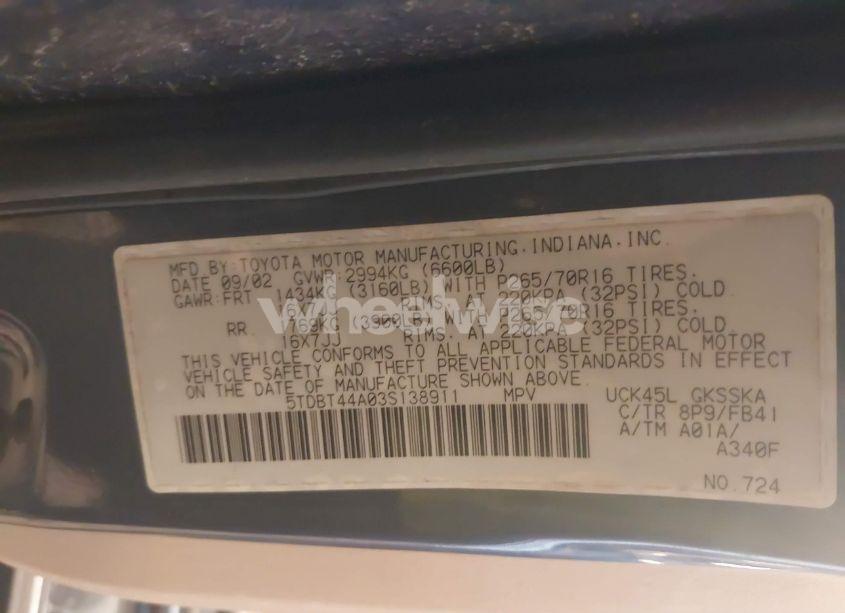 MFD.BY:TOYOTA MOTOR MANUFACTURING.INDIANA.INC.
DATE 09/02 GVWR:2994KG (6600LB)
GAWR:FRT 1434KG (3160LB) WITH P265/70R16 TIRES.
16X7JJ RIMS. AT 220KPA (32PSI) COLD.
RR. 1769KG (3900LB) WITH P265/70R16 TIRES.
16X7JJ RIMS. AT 220KPA (32PSI) COLD.
THIS VEHICLE CONFORMS TO ALL APPLICABLE FEDERAL MOTOR
VEHICLE SAFETY AND THEFT PREVENTION STANDARDS IN EFFECT
ON THE DATE OF MANUFACTURE SHOWN ABOVE.
5TDBT44A03S138911 MPV UCK45L GKSSKA
C/TR 8P9/FB41
A/TM A01A/
A340F
NO.724
wheelwise